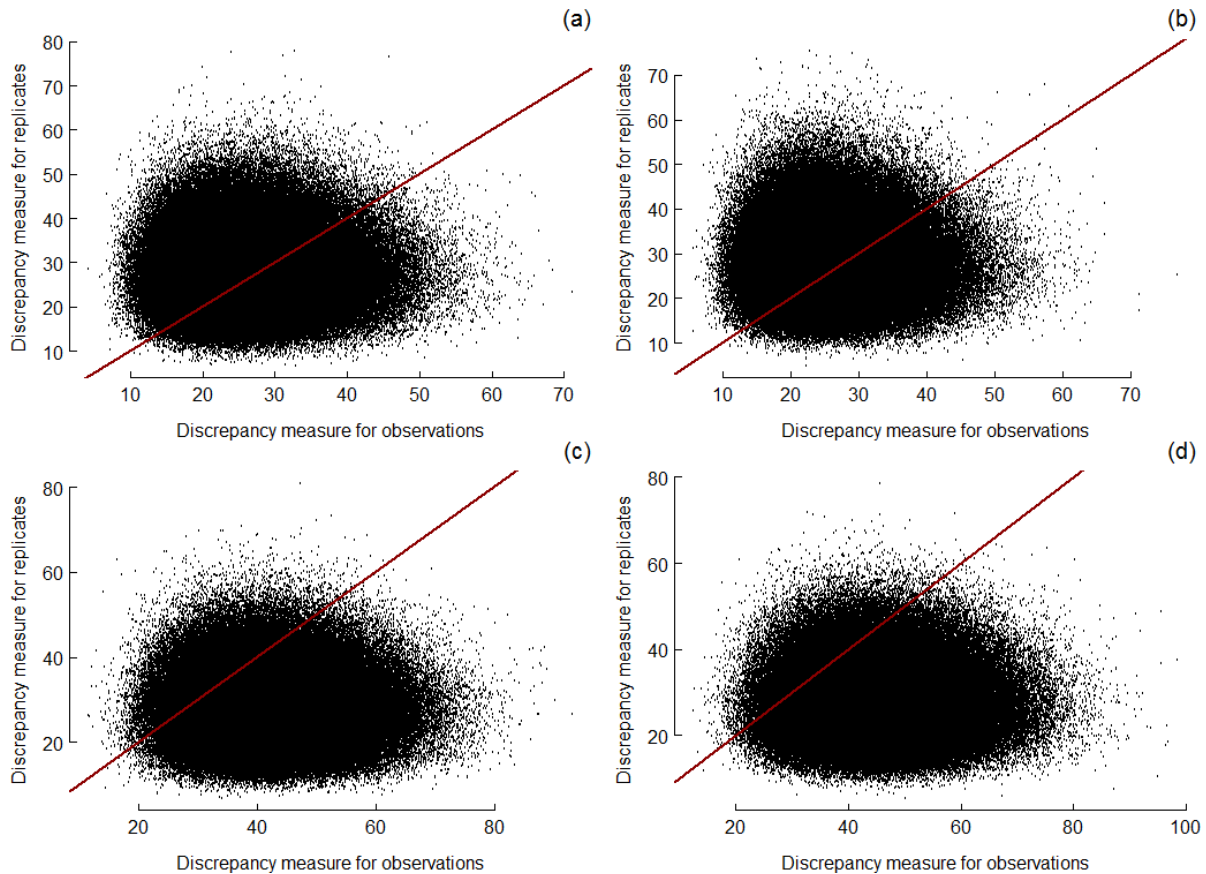 (a)
Discrepancy measure for replicates
80
70
60
50
40
30
20
10
10 20 30 40 50 60 70
Discrepancy measure for observations
(b)
Discrepancy measure for replicates
70
60
50
40
30
20
10
10 20 30 40 50 60 70
Discrepancy measure for observations
(c)
Discrepancy measure for replicates
80
60
40
20
20 40 60 80
Discrepancy measure for observations
(d)
Discrepancy measure for replicates
80
60
40
20
20 40 60 80 100
Discrepancy measure for observations